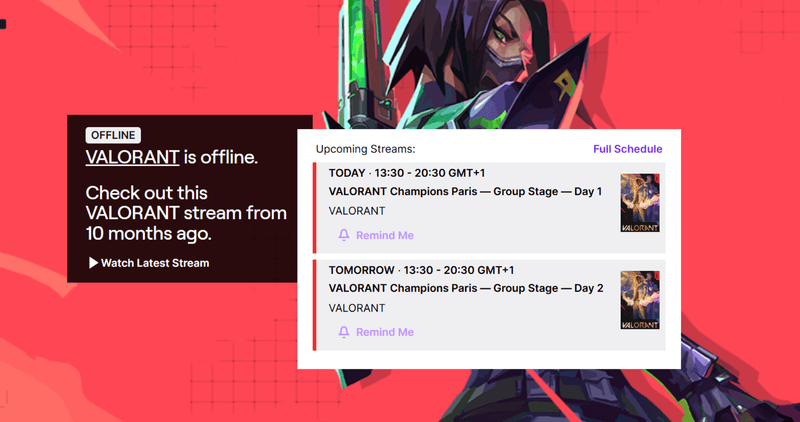 OFFLINE
VALORANT is offline.
Check out this
VALORANT stream from
10 months ago.
Watch Latest Stream
Upcoming Streams:
Full Schedule
TODAY · 13:30 - 20:30 GMT+1
VALORANT Champions Paris — Group Stage — Day 1
VALORANT
Remind Me
VALORANT
TOMORROW · 13:30 - 20:30 GMT+1
VALORANT Champions Paris — Group Stage — Day 2
VALORANT
Remind Me
VALORANT